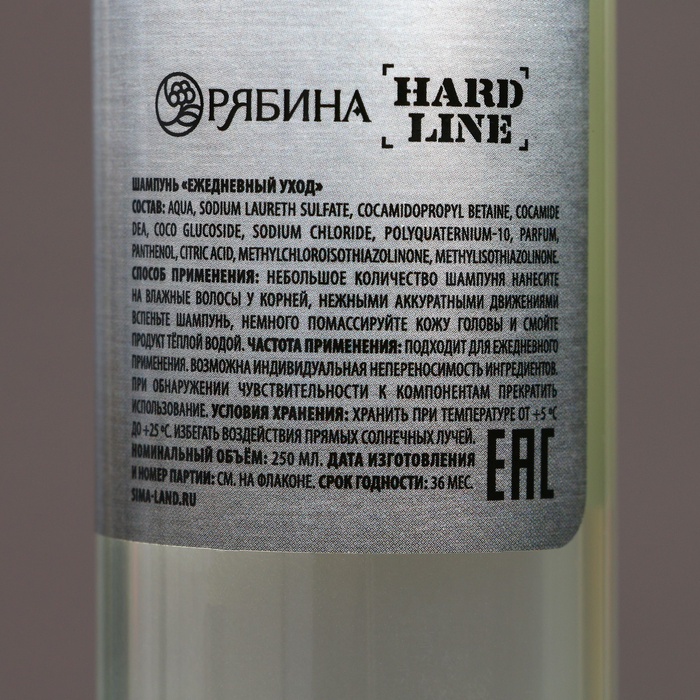 РЯБИНА HARD LINE
ШАМПУНЬ «ЕЖЕДНЕВНЫЙ УХОД»
СОСТАВ: AQUA, SODIUM LAURETH SULFATE, COCAMIDOPROPYL BETAINE, COCAMIDE
DEA, COCO GLUCOSIDE, SODIUM CHLORIDE, POLYQUATERNIUM-10, PARFUM,
PANTHENOL, CITRIC ACID, METHYLCHLOROISOTHIAZOLINONE, METHYLISOTHIAZOLINONE.
СПОСОБ ПРИМЕНЕНИЯ: НЕБОЛЬШОЕ КОЛИЧЕСТВО ШАМПУНЯ НАНЕСИТЕ
НА ВЛАЖНЫЕ ВОЛОСЫ У КОРНЕЙ, НЕЖНЫМИ АККУРАТНЫМИ ДВИЖЕНИЯМИ
ВСПЕНЬТЕ ШАМПУНЬ, НЕМНОГО ПОМАССИРУЙТЕ КОЖУ ГОЛОВЫ И СМОЙТЕ
ПРОДУКТ ТЁПЛОЙ ВОДОЙ. ЧАСТОТА ПРИМЕНЕНИЯ: ПОДХОДИТ ДЛЯ ЕЖЕДНЕВНОГО
ПРИМЕНЕНИЯ. ВОЗМОЖНА ИНДИВИДУАЛЬНАЯ НЕПЕРЕНОСИМОСТЬ ИНГРЕДИЕНТОВ.
ПРИ ОБНАРУЖЕНИИ ЧУВСТВИТЕЛЬНОСТИ К КОМПОНЕНТАМ ПРЕКРАТИТЬ
ИСПОЛЬЗОВАНИЕ. УСЛОВИЯ ХРАНЕНИЯ: ХРАНИТЬ ПРИ ТЕМПЕРАТУРЕ ОТ +5 °С
ДО +25 °С. ИЗБЕГАТЬ ВОЗДЕЙСТВИЯ ПРЯМЫХ СОЛНЕЧНЫХ ЛУЧЕЙ.
НОМИНАЛЬНЫЙ ОБЪЁМ: 250 МЛ. ДАТА ИЗГОТОВЛЕНИЯ
И НОМЕР ПАРТИИ: СМ. НА ФЛАКОНЕ. СРОК ГОДНОСТИ: 36 МЕС.
SIMA-LAND.RU
ЕАС